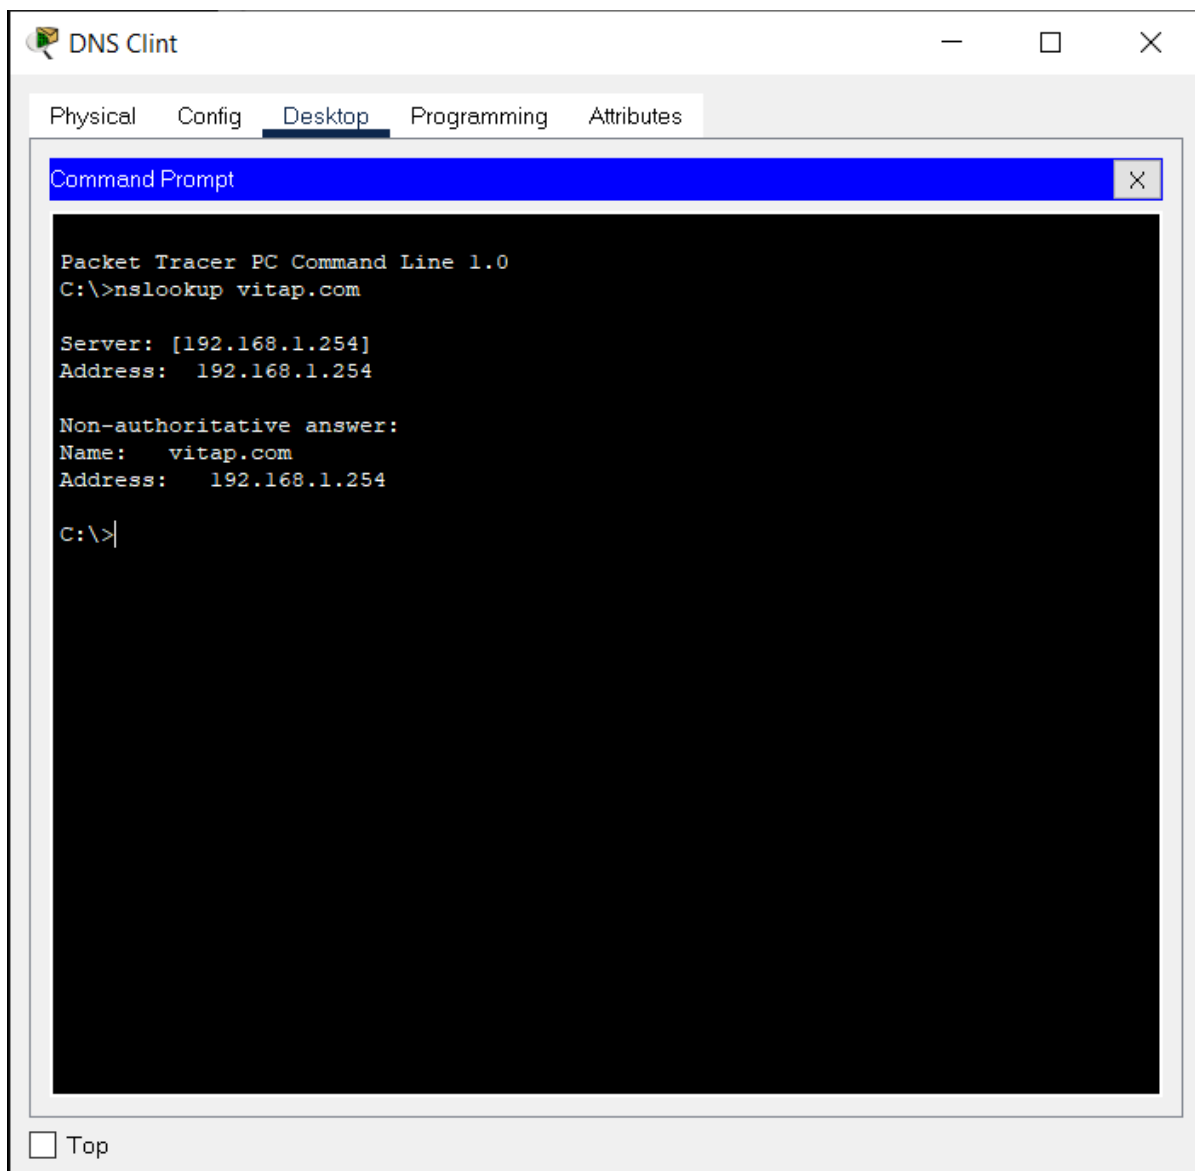 DNS Clint
Physical Config Desktop Programming Attributes
Command Prompt
X
Packet Tracer PC Command Line 1.0
C:\>nslookup vitap.com
Server: [192.168.1.254]
Address:  192.168.1.254
Non-authoritative answer:
Name:   vitap.com
Address:   192.168.1.254
C:\>
Top